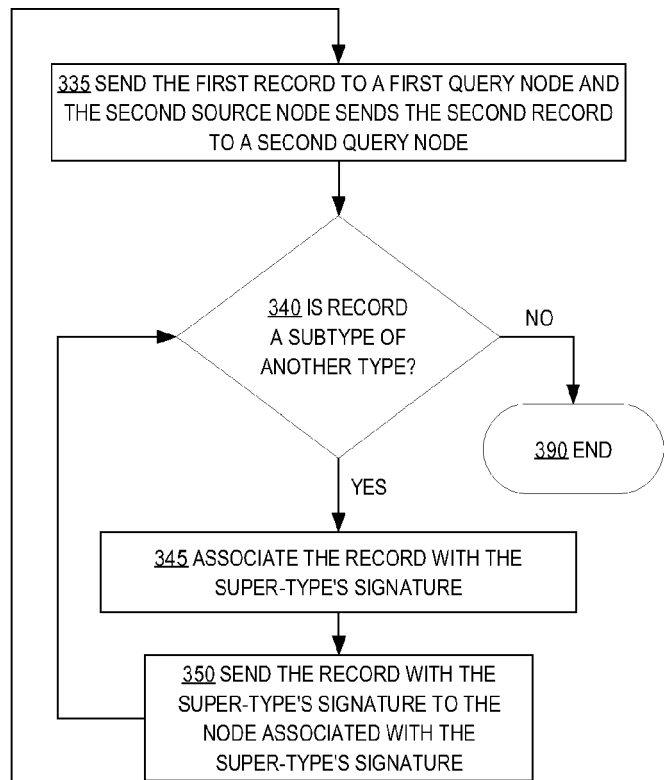 335 SEND THE FIRST RECORD TO A FIRST QUERY NODE AND
THE SECOND SOURCE NODE SENDS THE SECOND RECORD
TO A SECOND QUERY NODE
340 IS RECORD
A SUBTYPE OF
ANOTHER TYPE?
NO
390 END
YES
345 ASSOCIATE THE RECORD WITH THE
SUPER-TYPE'S SIGNATURE
350 SEND THE RECORD WITH THE
SUPER-TYPE'S SIGNATURE TO THE
NODE ASSOCIATED WITH THE
SUPER-TYPE'S SIGNATURE